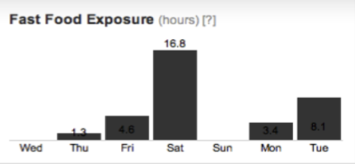 Fast Food Exposure (hours) [?]
16.8
1.3 4.6 3.4 8.1
Wed Thu Fri Sat Sun Mon Tue